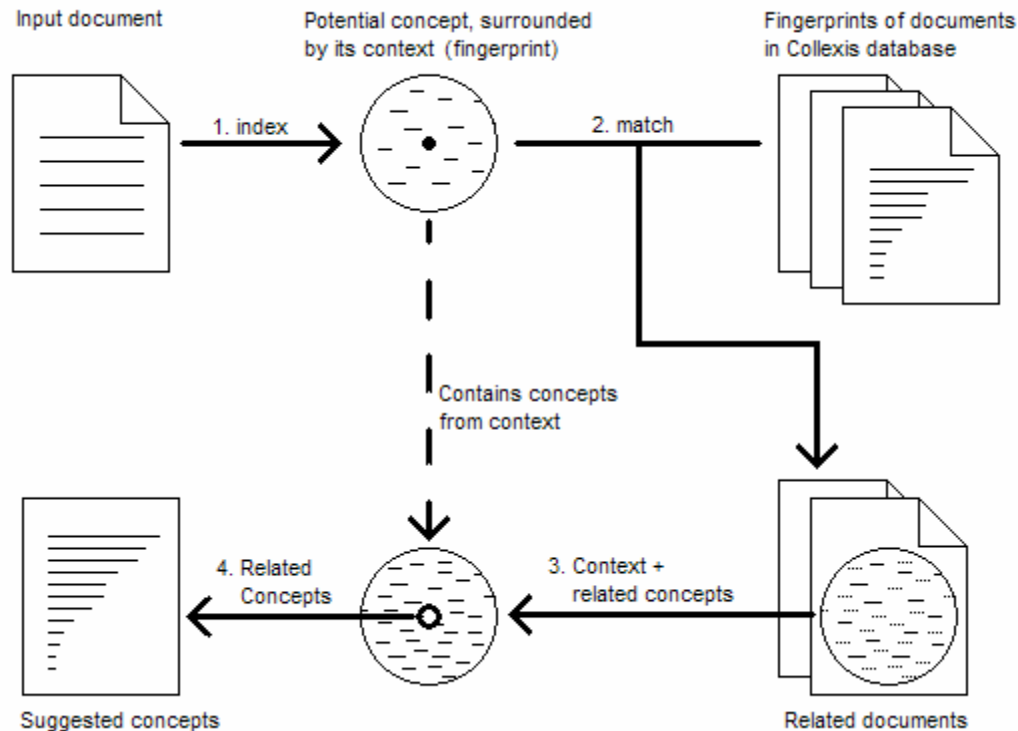 Input document
Potential concept, surrounded
by its context (fingerprint)
Fingerprints of documents
in Collexis database
1. index
2. match
Contains concepts
from context
4. Related
Concepts
3. Context +
related concepts
Suggested concepts
Related documents